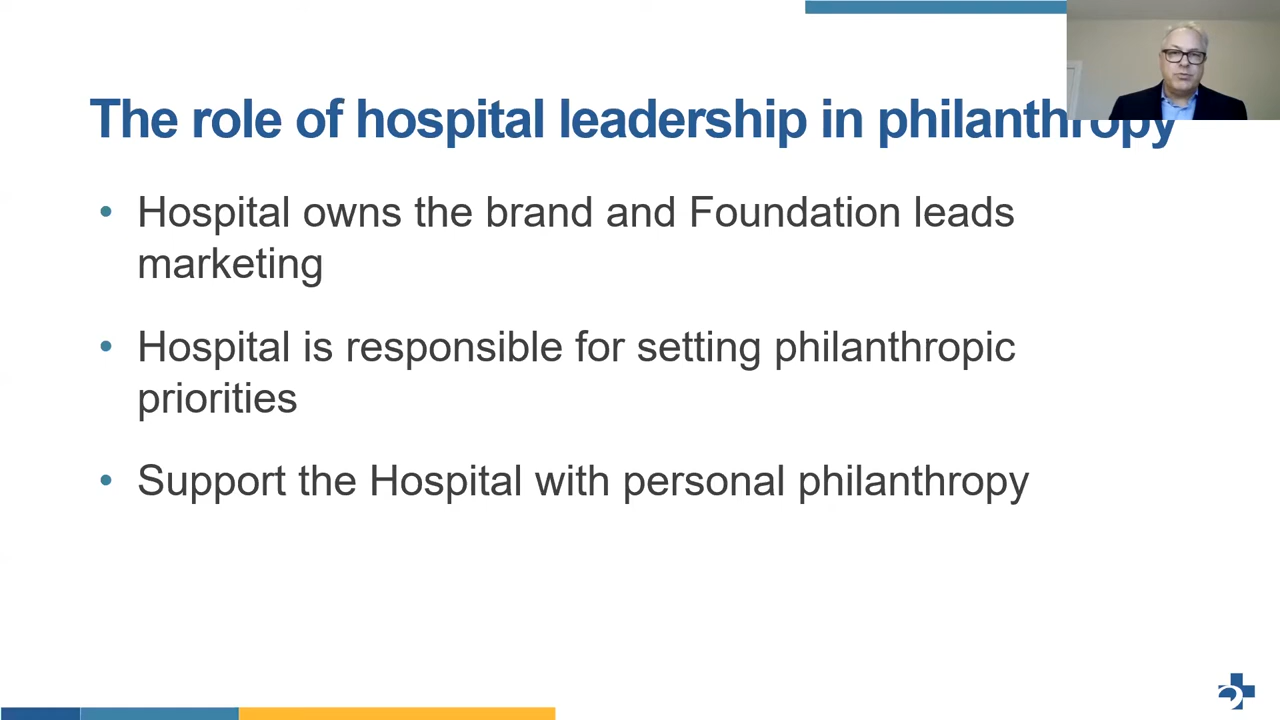 The role of hospital leadership in philanthropy
• Hospital owns the brand and Foundation leads
marketing
• Hospital is responsible for setting philanthropic
priorities
• Support the Hospital with personal philanthropy